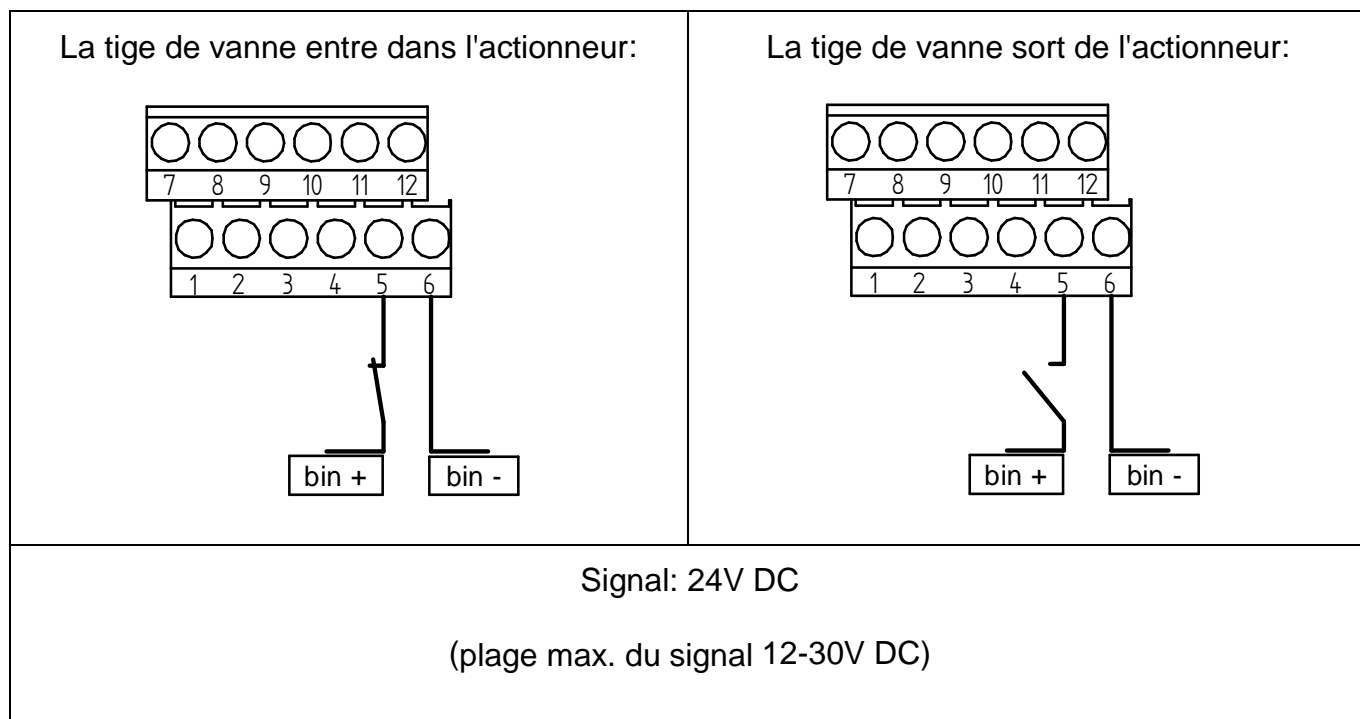 La tige de vanne entre dans l'actionneur:
7 8 9 10 11 12
1 2 3 4 5 6
bin + bin -
La tige de vanne sort de l'actionneur:
7 8 9 10 11 12
1 2 3 4 5 6
bin + bin -
Signal: 24V DC
(plage max. du signal 12-30V DC)